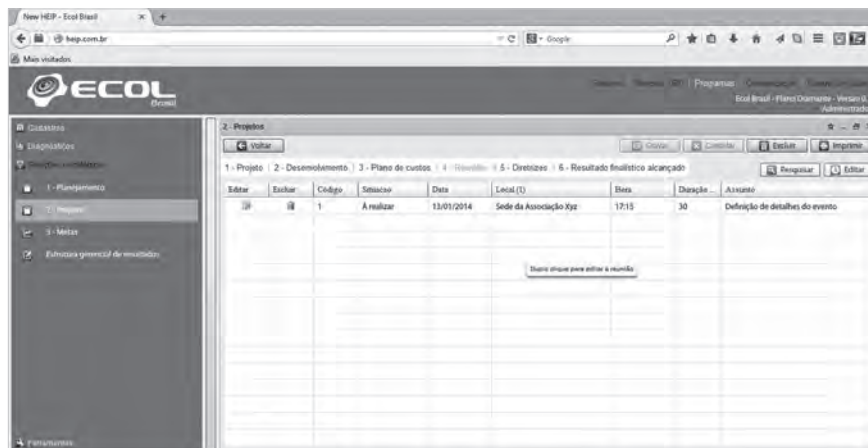 New HEIP - Ecol Brasil
heip.com.br
Google
Mais visitados
ECOL
Brasil
Programas
Ecol Brasil - Plano Diamante - Versão
Administrado
Cadastros
Diagnósticos
1 - Planejamento
2 - Projetos
3 - Metas
Estrutura gerencial de resultados
Ferramentas
2 - Projetos
Voltar
Gravar
Cancelar
Excluir
Imprimir
1 - Projeto 2 - Desenvolvimento 3 - Plano de custos 4 - Reunião 5 - Diretrizes 6 - Resultado finalístico alcançado
Pesquisar
Editar
Editar Excluir Código Situacao Data Local (1) Hora Duração ... Assunto
1 A realizar 13/01/2014 Sede da Associação Xyz 17:15 30 Definição de detalhes do evento
Duplo clique para editar a reunião